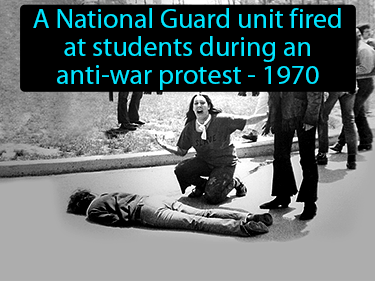 A National Guard unit fired
at students during an
anti-war protest - 1970